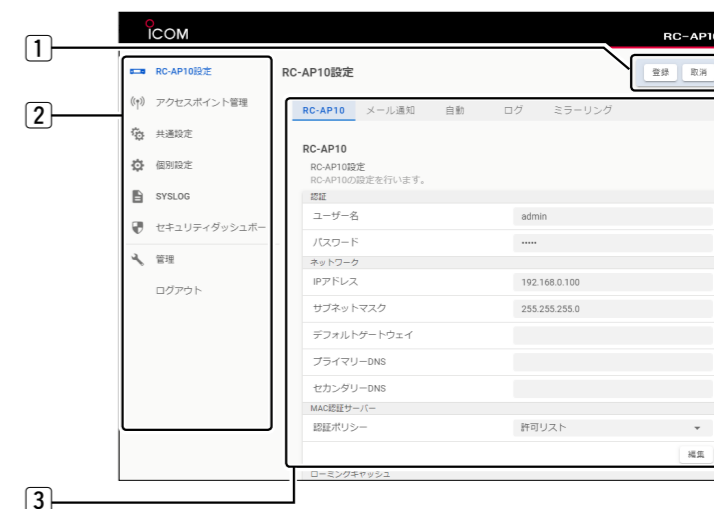 ICOM
RC-AP10
1
登録 取消
2
RC-AP10設定
アクセスポイント管理
共通設定
個別設定
SYSLOG
セキュリティダッシュボー
管理
ログアウト
RC-AP10設定
RC-AP10 メール通知 自動 ログ ミラーリング
RC-AP10
RC-AP10設定
RC-AP10の設定を行います。
認証
ユーザー名 admin
パスワード •••••
ネットワーク
IPアドレス 192.168.0.100
サブネットマスク 255.255.255.0
デフォルトゲートウェイ
プライマリーDNS
セカンダリーDNS
MAC認証サーバー
認証ポリシー 許可リスト
編集
ローミングキャッシュ
3